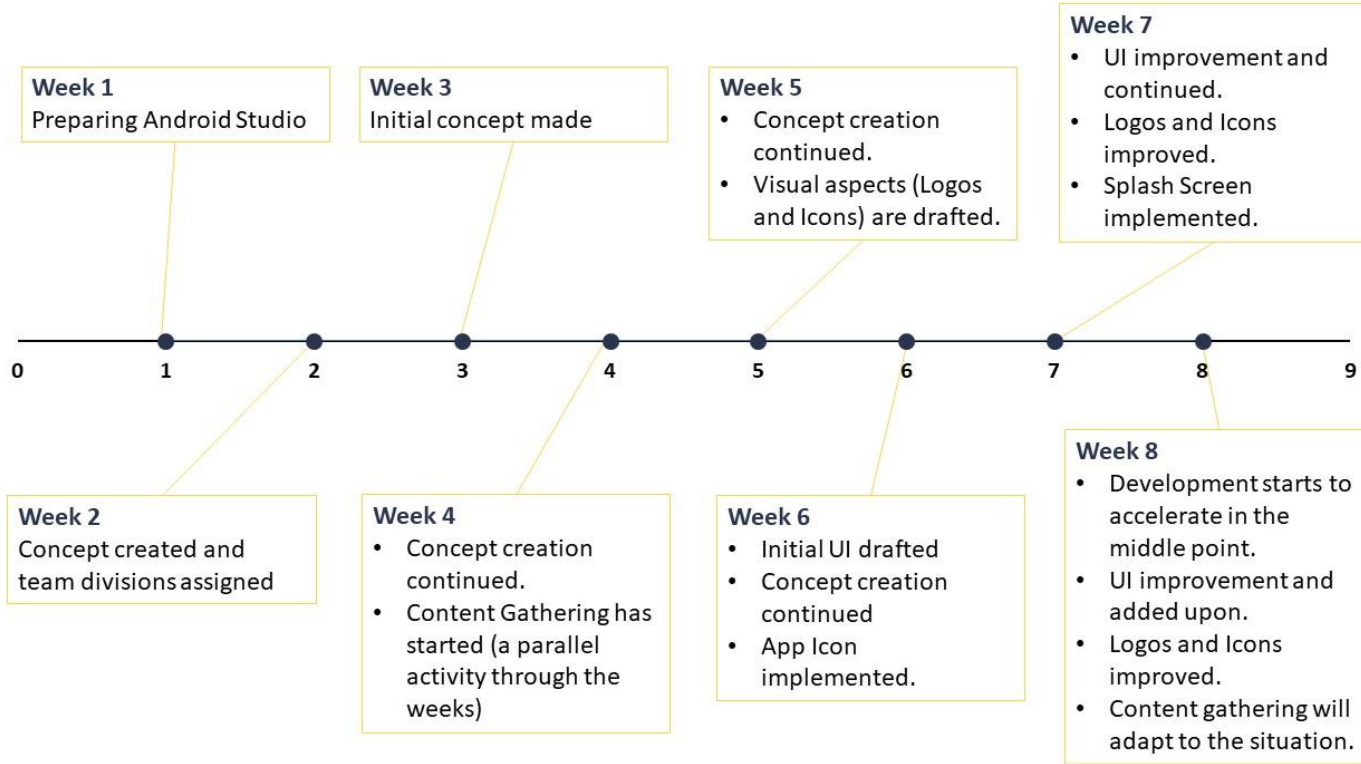 Week 1
Preparing Android Studio
Week 3
Initial concept made
Week 5
• Concept creation
continued.
• Visual aspects (Logos
and Icons) are drafted.
Week 7
• UI improvement and
continued.
• Logos and Icons
improved.
• Splash Screen
implemented.
0 1 2 3 4 5 6 7 8 9
Week 2
Concept created and
team divisions assigned
Week 4
• Concept creation
continued.
• Content Gathering has
started (a parallel
activity through the
weeks)
Week 6
• Initial UI drafted
• Concept creation
continued
• App Icon
implemented.
Week 8
• Development starts to
accelerate in the
middle point.
• UI improvement and
added upon.
• Logos and Icons
improved.
• Content gathering will
adapt to the situation.